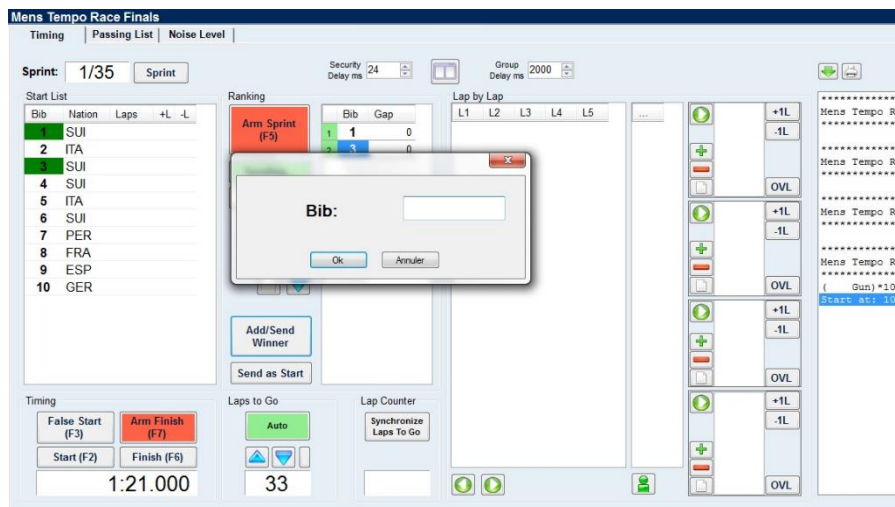 Mens Tempo Race Finals
Timing Passing List Noise Level
Sprint: 1/35 Sprint
Security Delay ms 24
Group Delay ms 2000
Start List
Bib Nation Laps +L -L
1 SUI
2 ITA
3 SUI
4 SUI
5 ITA
6 SUI
7 PER
8 FRA
9 ESP
10 GER
Ranking
Arm Sprint
(F5)
Bib Gap
1 1 0
2 3 0
Bib:
Ok Annuler
Add/Send
Winner
Send as Start
Lap by Lap
L1 L2 L3 L4 L5 ...
+1L
-1L
OVL
+1L
-1L
OVL
+1L
-1L
OVL
+1L
-1L
OVL
*************
Mens Tempo R
*************
*************
Mens Tempo R
*************
*************
Mens Tempo R
*************
*************
Mens Tempo R
*************
( Gun)*10
Start at: 10
Timing
False Start
(F3)
Arm Finish
(F7)
Start (F2) Finish (F6)
1:21.000
Laps to Go
Auto
33
Lap Counter
Synchronize
Laps To Go